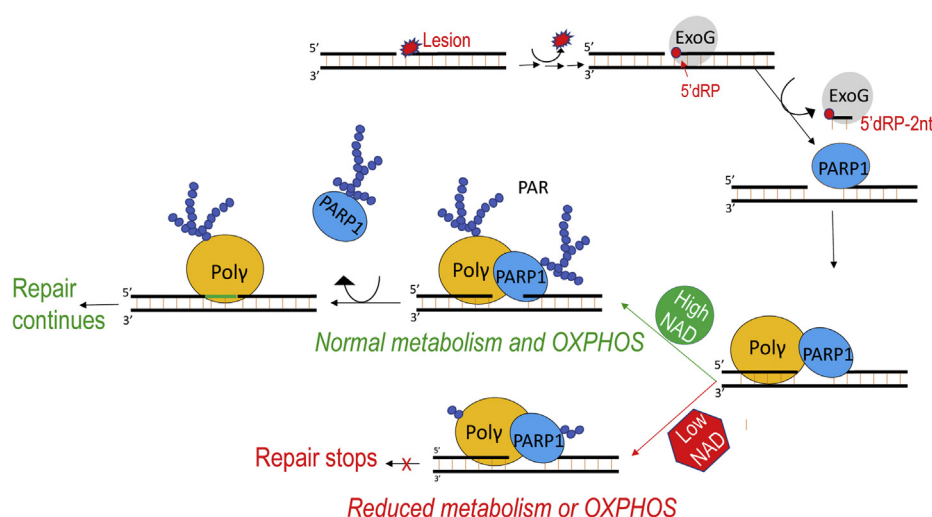 5'
3'
Lesion
ExoG
5'dRP
ExoG
5'dRP-2nt
PARP1
5'
3'
PAR
PARP1
Polγ
PARP1
Polγ
Repair
continues
5'
3'
5'
3'
High
NAD
Normal metabolism and OXPHOS
Polγ
PARP1
5'
3'
Low
NAD
Polγ
PARP1
Repair stops
X
5'
3'
Reduced metabolism or OXPHOS
5'
3'